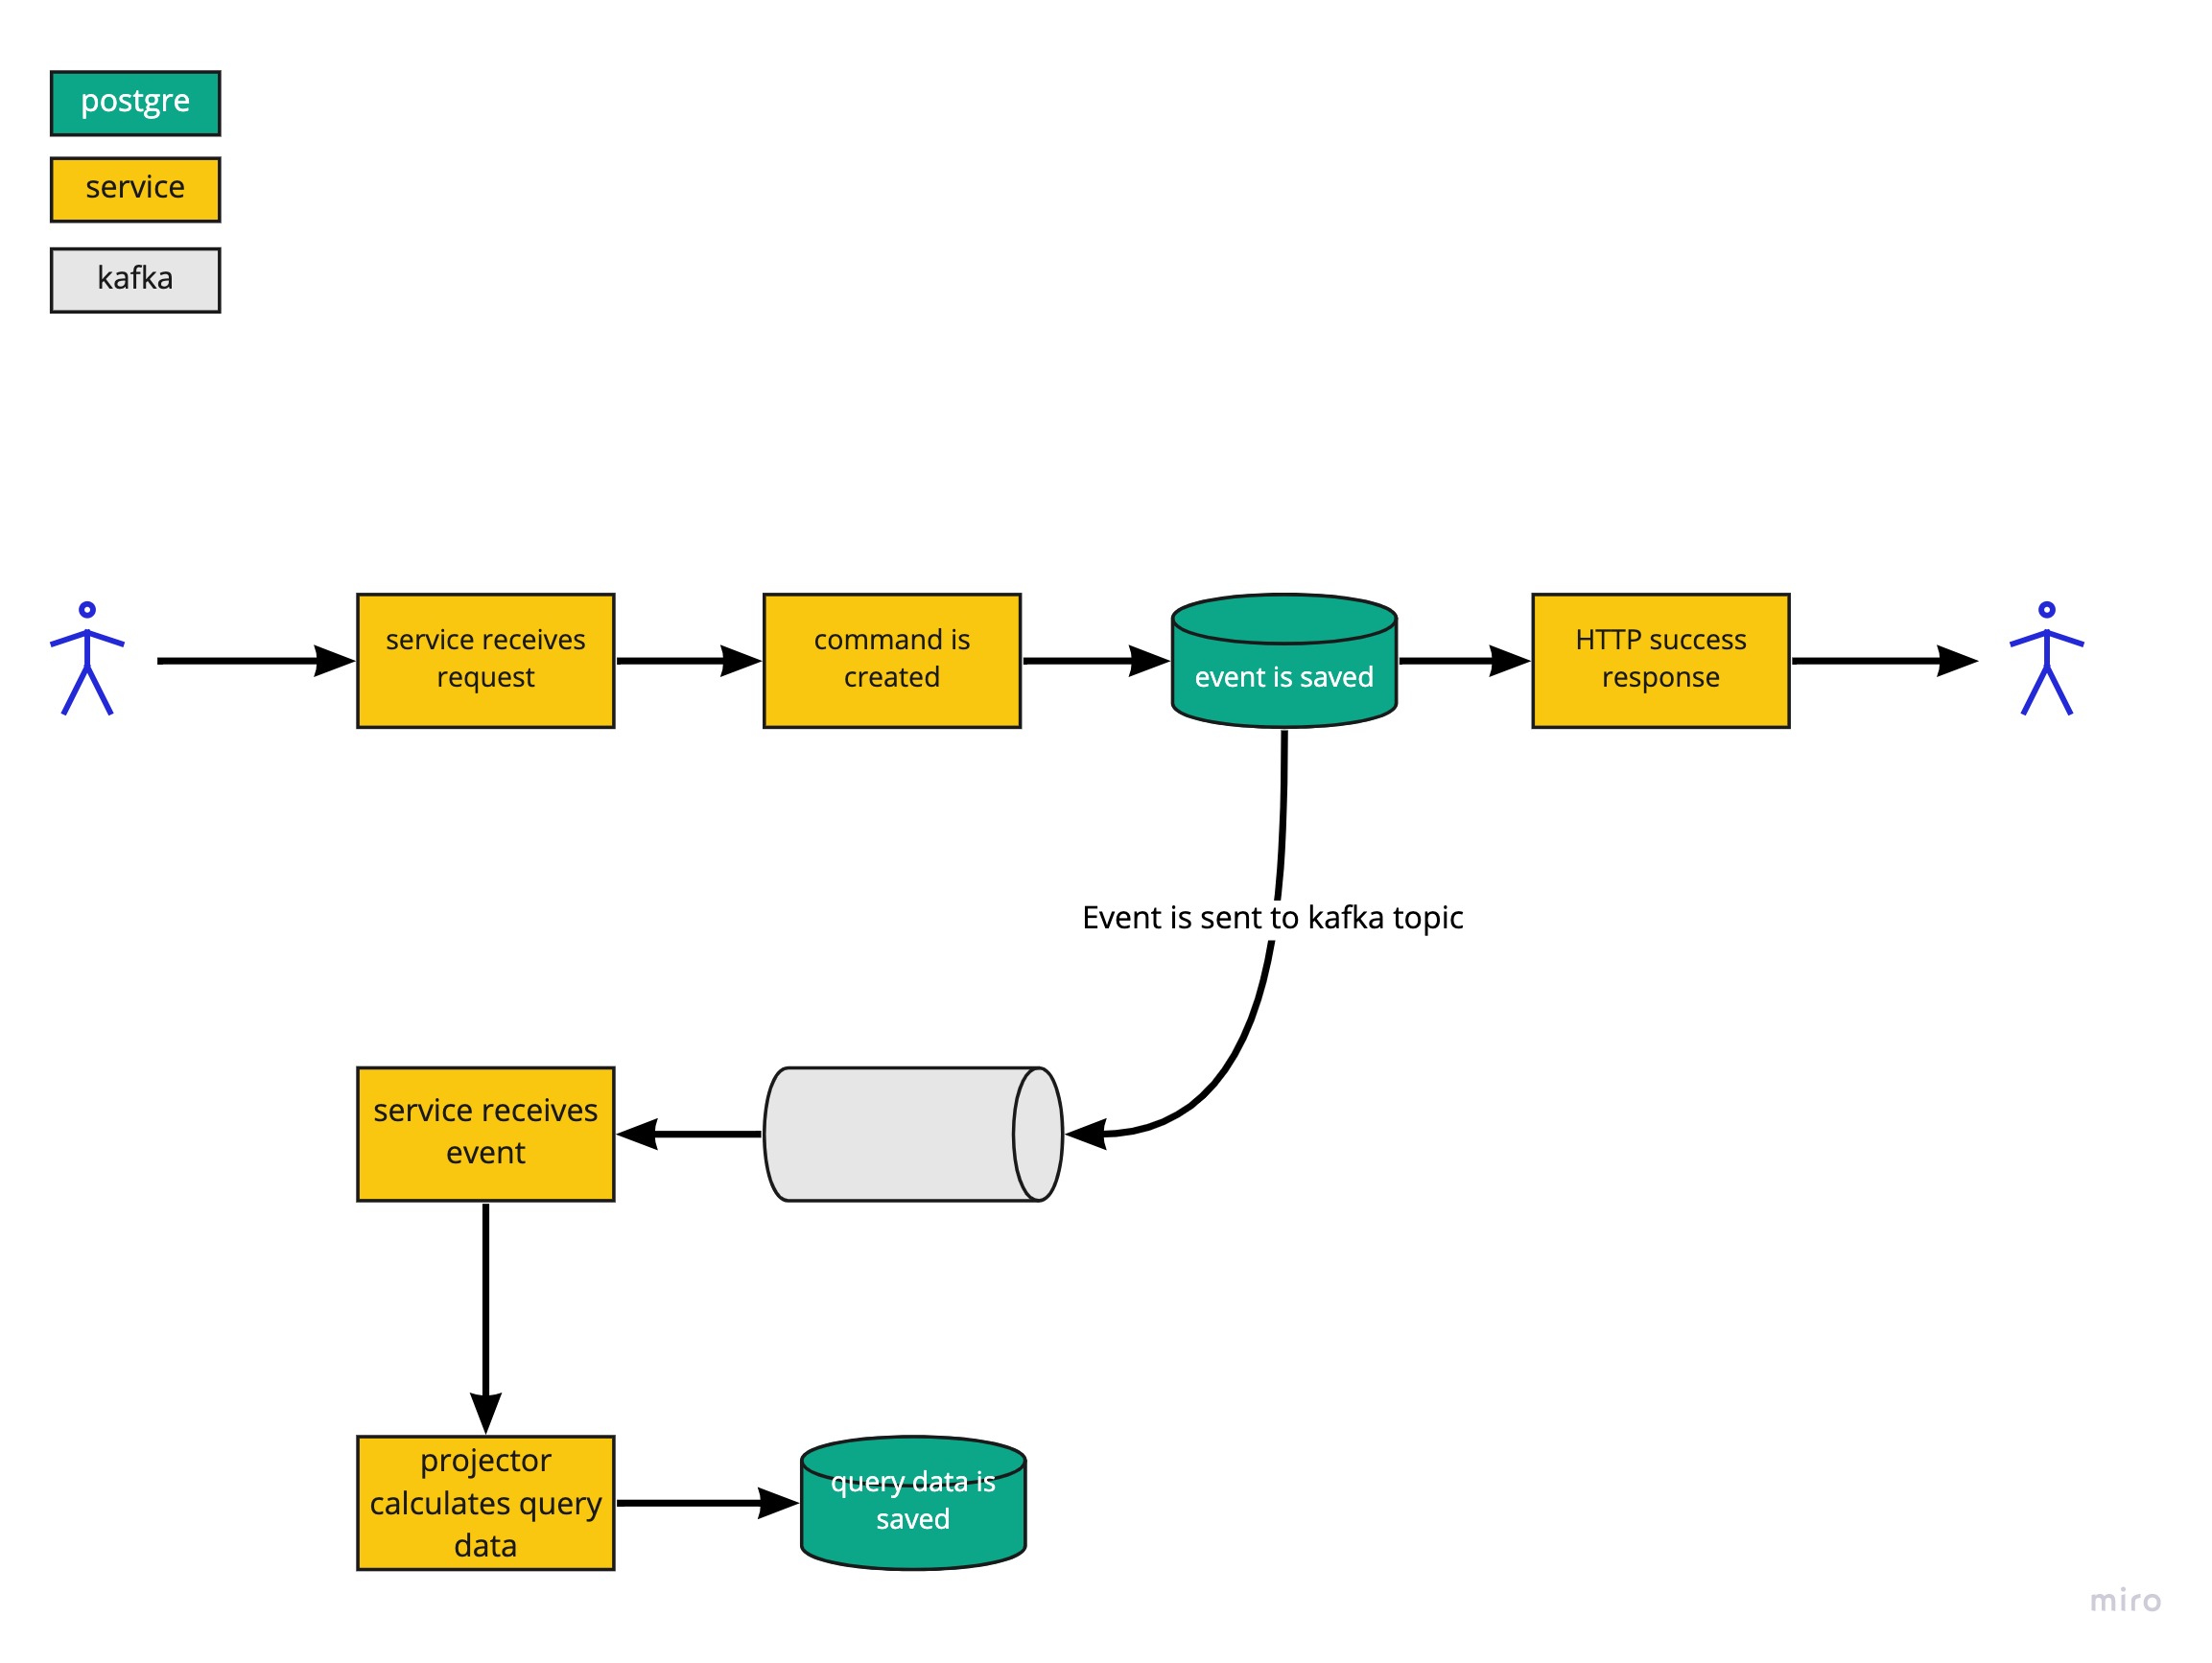 postgre
service
kafka
service receives
request
command is
created
event is saved
HTTP success
response
Event is sent to kafka topic
service receives
event
projector
calculates query
data
query data is
saved
miro